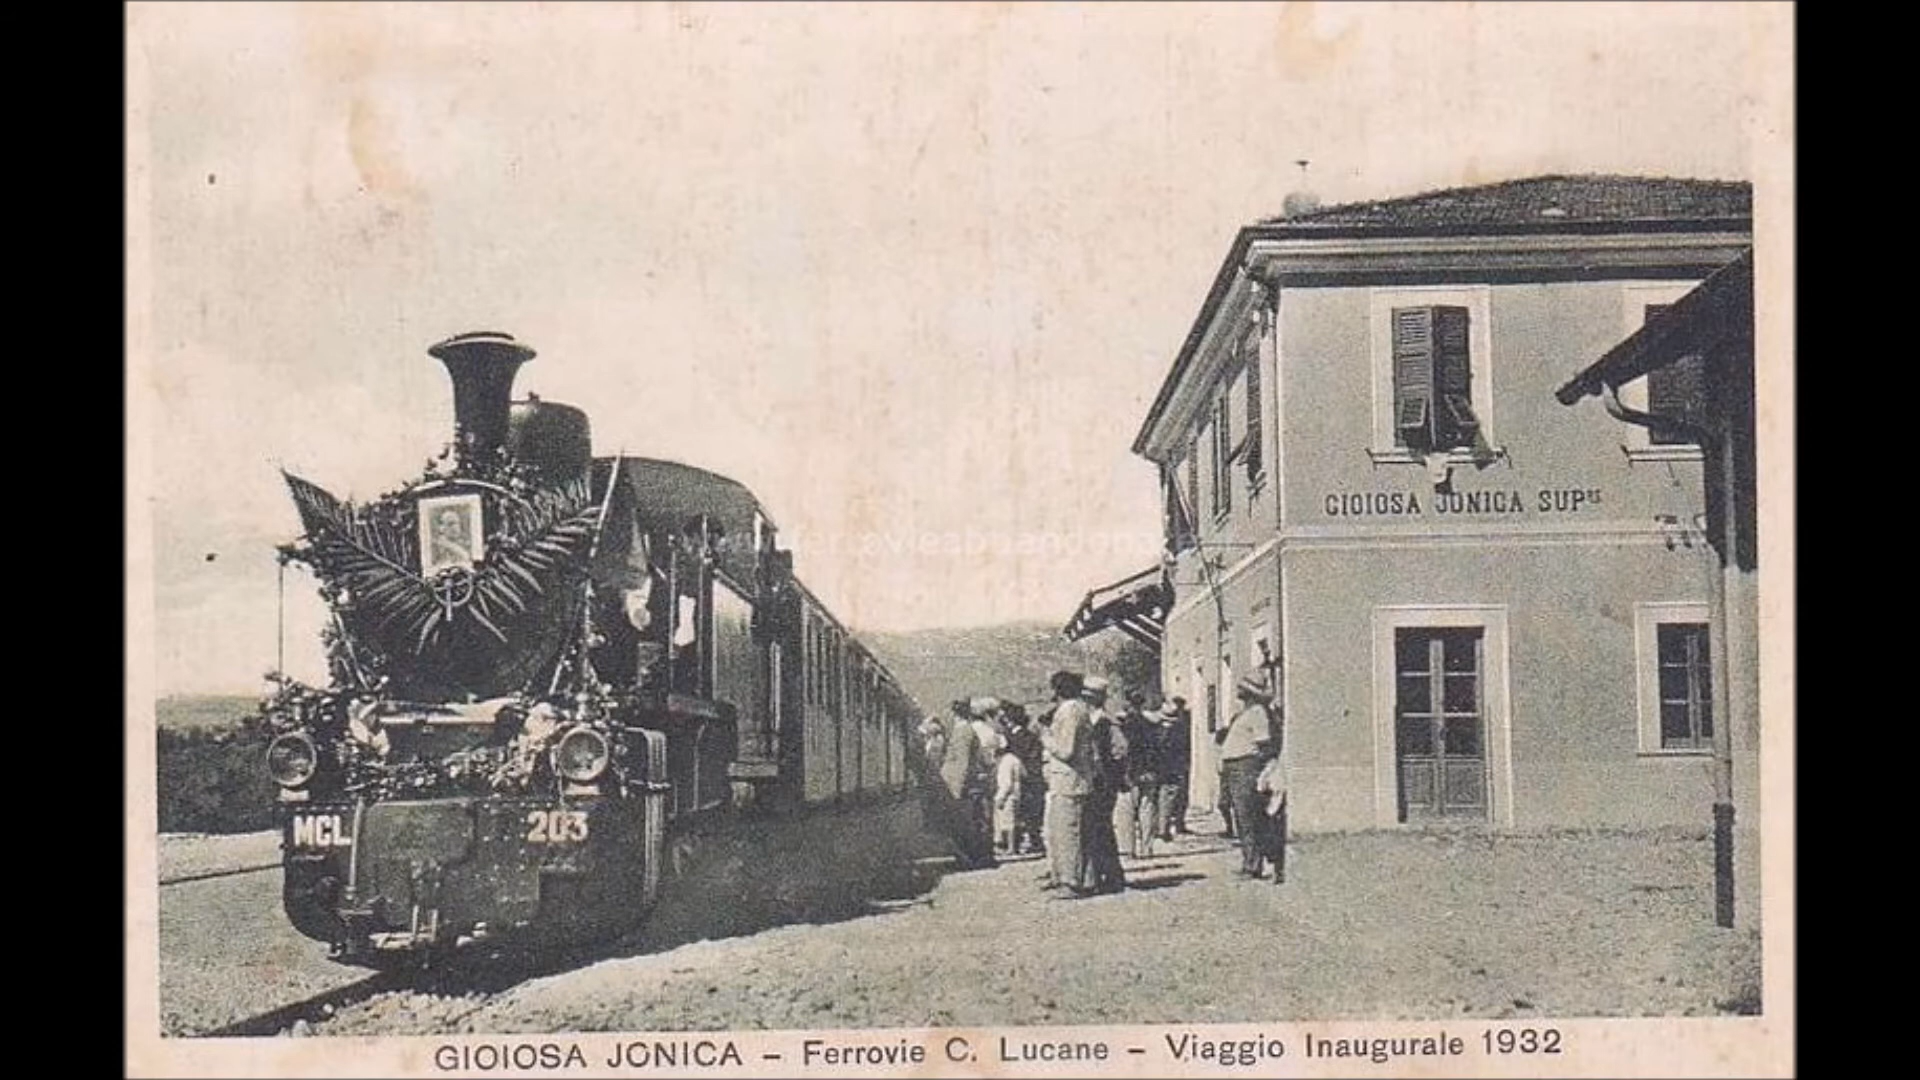 GIOIOSA JONICA SUPRE
MCL 203
GIOIOSA JONICA – Ferrovie C. Lucane – Viaggio Inaugurale 1932